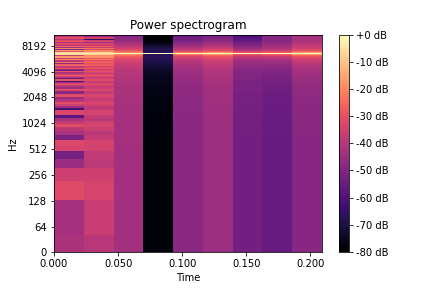 Power spectrogram
Hz
8192
4096
2048
1024
512
256
128
64
0
0.000 0.050 0.100 0.150 0.200
Time
+0 dB
-10 dB
-20 dB
-30 dB
-40 dB
-50 dB
-60 dB
-70 dB
-80 dB